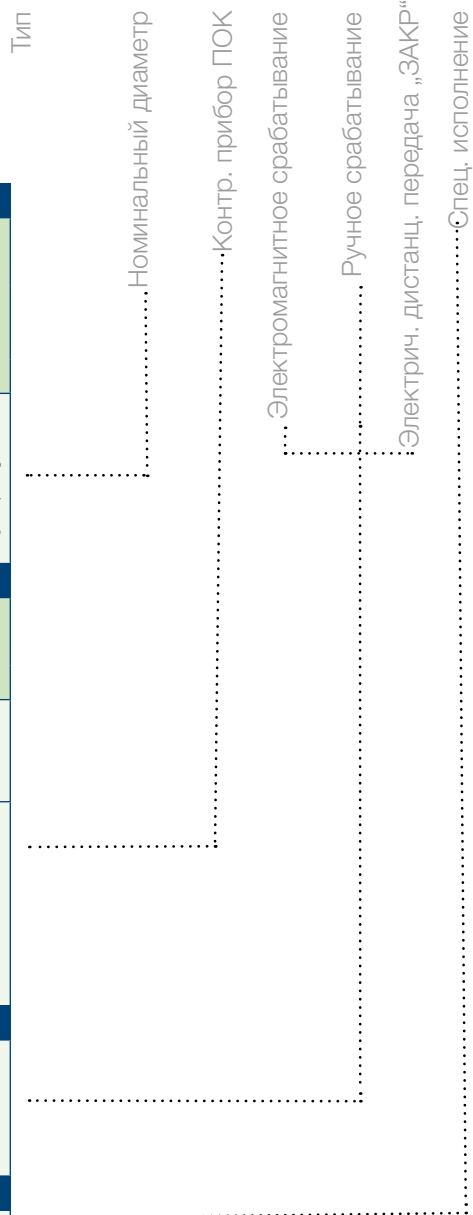 Тип
Номинальный диаметр
Контр. прибор ПОК
Электромагнитное срабатывание
Ручное срабатывание
Электрич. дистанц. передача „ЗАКР“
Спец. исполнение